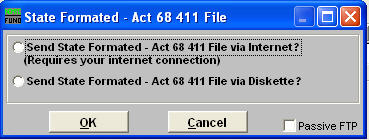 FUND
State Formated - Act 68 411 File
Send State Formated - Act 68 411 File via Internet?
(Requires your internet connection)
Send State Formated - Act 68 411 File via Diskette?
OK
Cancel
Passive FTP